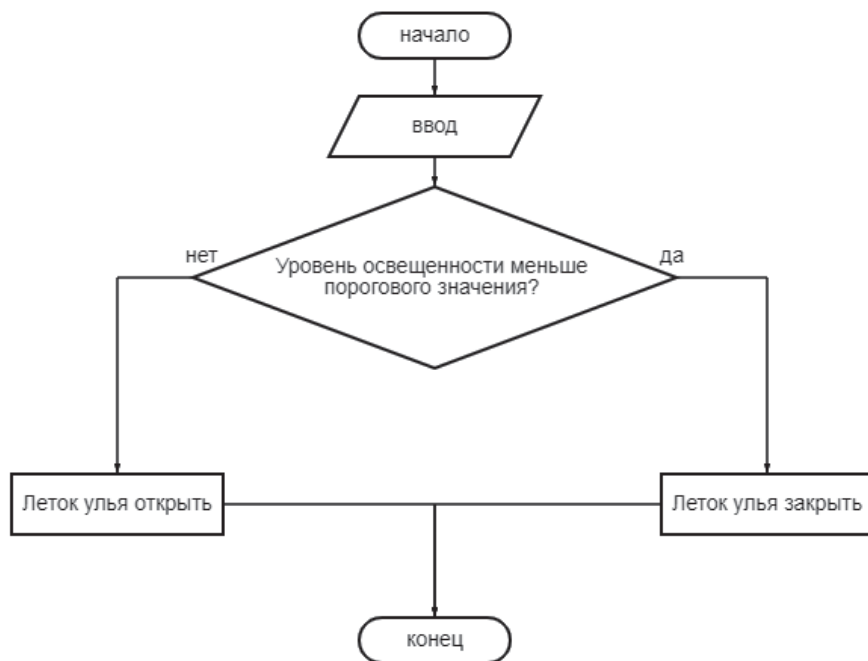 начало
ввод
нет
да
Уровень освещенности меньше
порогового значения?
Леток улья открыть
Леток улья закрыть
конец